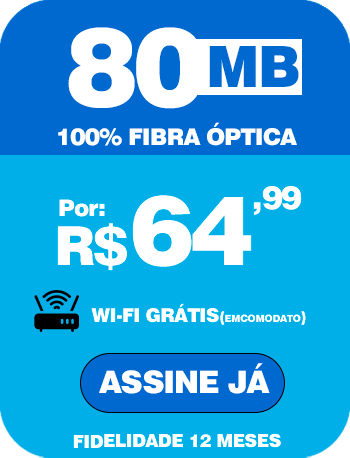 80 MB
100% FIBRA ÓPTICA
Por:
R$64,99
WI-FI GRÁTIS(EMCOMODATO)
ASSINE JÁ
FIDELIDADE 12 MESES